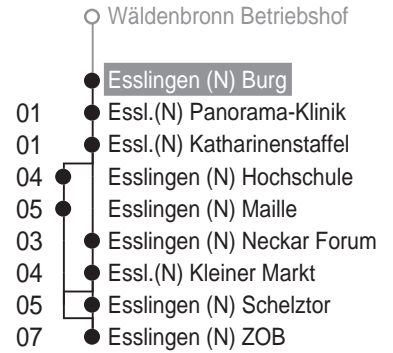 Wäldenbronn Betriebshof
Esslingen (N) Burg
01 Essl.(N) Panorama-Klinik
01 Essl.(N) Katharinenstaffel
04 Esslingen (N) Hochschule
05 Esslingen (N) Maille
03 Esslingen (N) Neckar Forum
04 Essl.(N) Kleiner Markt
05 Esslingen (N) Schelztor
07 Esslingen (N) ZOB